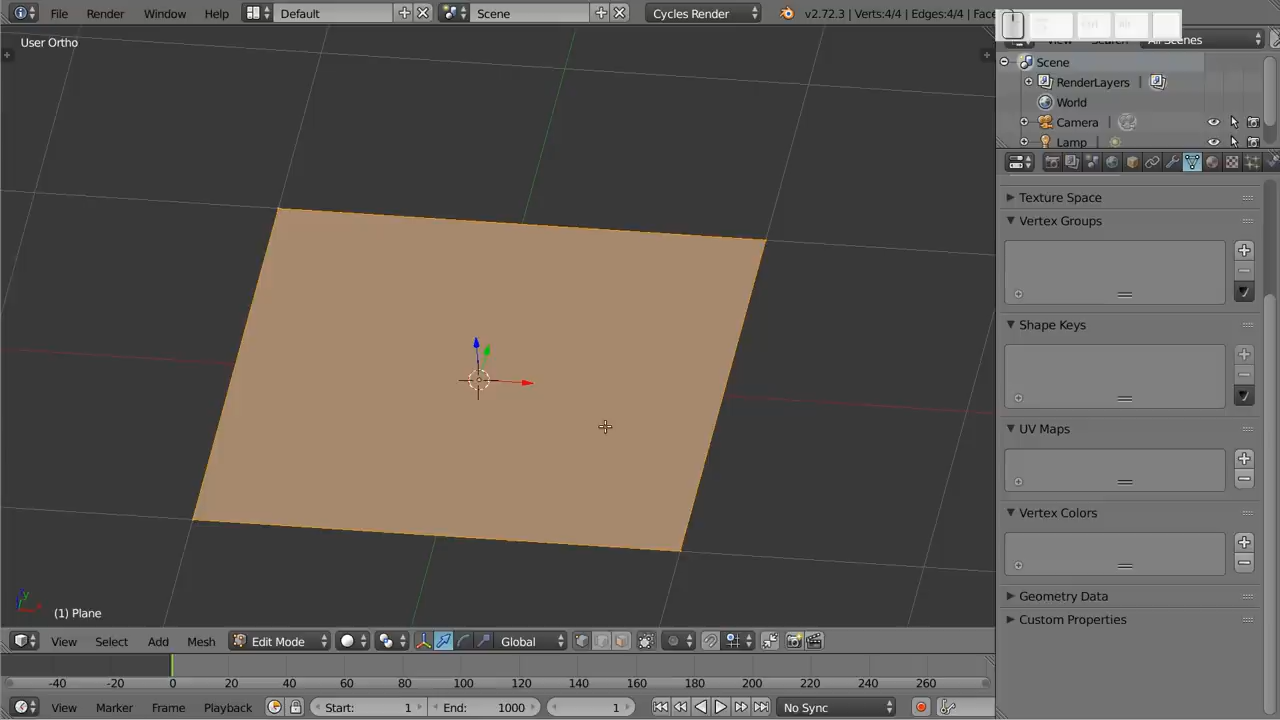 File Render Window Help Default Scene Cycles Render v2.72.3 | Verts:4/4 | Edges:4/4 | Face
User Ortho
Ctrl Alt
View Search All Scenes
Scene
RenderLayers
World
Camera
Lamp
Texture Space
Vertex Groups
Shape Keys
UV Maps
Vertex Colors
Geometry Data
Custom Properties
(1) Plane
View Select Add Mesh Edit Mode Global
-40 -20 0 20 40 60 80 100 120 140 160 180 200 220 240 260
View Marker Frame Playback Start: 1 End: 1000 1 No Sync